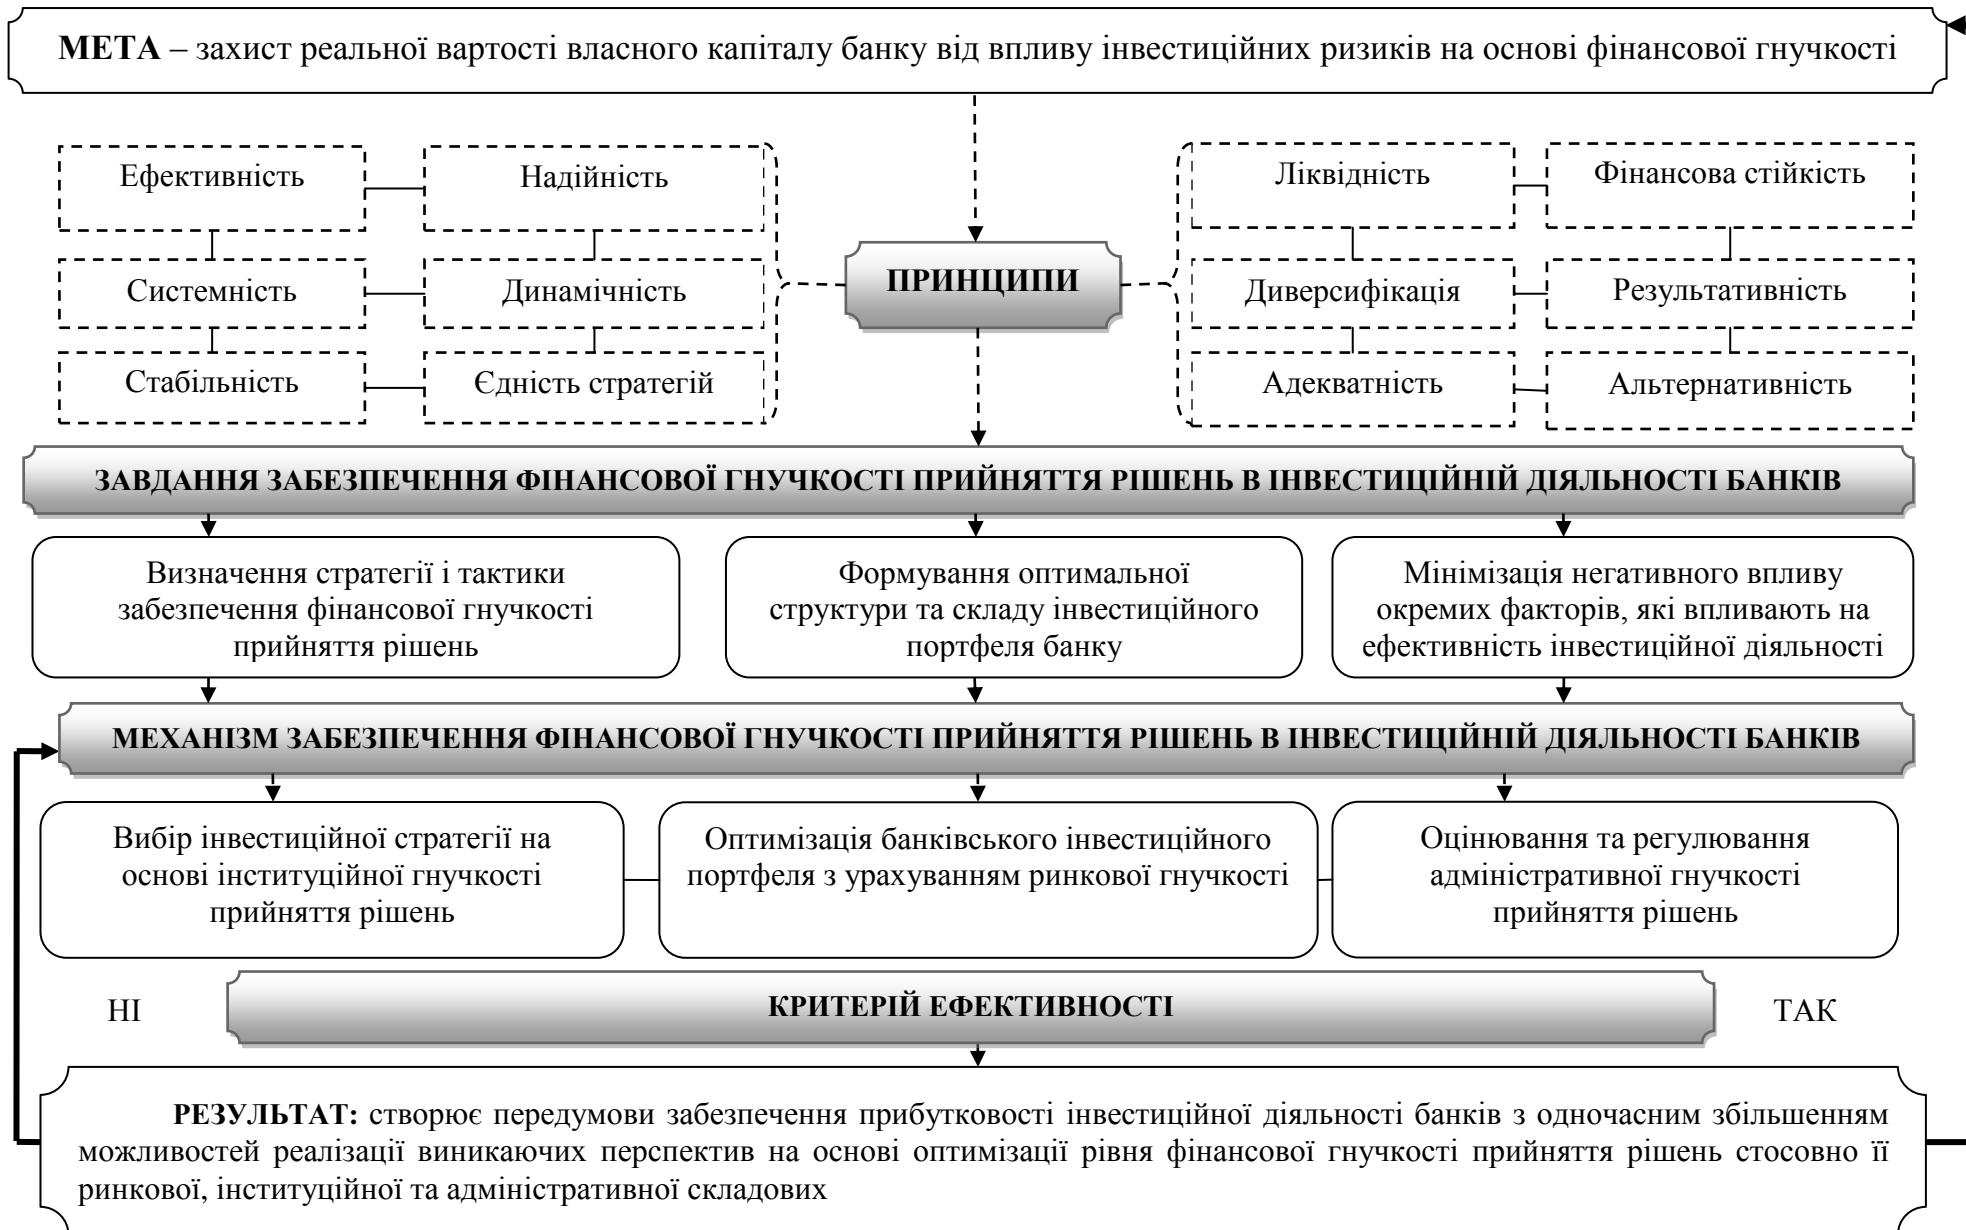 МЕТА – захист реальної вартості власного капіталу банку від впливу інвестиційних ризиків на основі фінансової гнучкості
Ефективність
Надійність
Ліквідність
Фінансова стійкість
ПРИНЦИПИ
Системність
Динамічність
Диверсифікація
Результативність
Стабільність
Єдність стратегій
Адекватність
Альтернативність
ЗАВДАННЯ ЗАБЕЗПЕЧЕННЯ ФІНАНСОВОЇ ГНУЧКОСТІ ПРИЙНЯТТЯ РІШЕНЬ В ІНВЕСТИЦІЙНІЙ ДІЯЛЬНОСТІ БАНКІВ
Визначення стратегії і тактики
забезпечення фінансової гнучкості
прийняття рішень
Формування оптимальної
структури та складу інвестиційного
портфеля банку
Мінімізація негативного впливу
окремих факторів, які впливають на
ефективність інвестиційної діяльності
МЕХАНІЗМ ЗАБЕЗПЕЧЕННЯ ФІНАНСОВОЇ ГНУЧКОСТІ ПРИЙНЯТТЯ РІШЕНЬ В ІНВЕСТИЦІЙНІЙ ДІЯЛЬНОСТІ БАНКІВ
Вибір інвестиційної стратегії на
основі інституційної гнучкості
прийняття рішень
Оптимізація банківського інвестиційного
портфеля з урахуванням ринкової гнучкості
Оцінювання та регулювання
адміністративної гнучкості
прийняття рішень
НІ
КРИТЕРІЙ ЕФЕКТИВНОСТІ
ТАК
РЕЗУЛЬТАТ: створює передумови забезпечення прибутковості інвестиційної діяльності банків з одночасним збільшенням
можливостей реалізації виникаючих перспектив на основі оптимізації рівня фінансової гнучкості прийняття рішень стосовно її
ринкової, інституційної та адміністративної складових